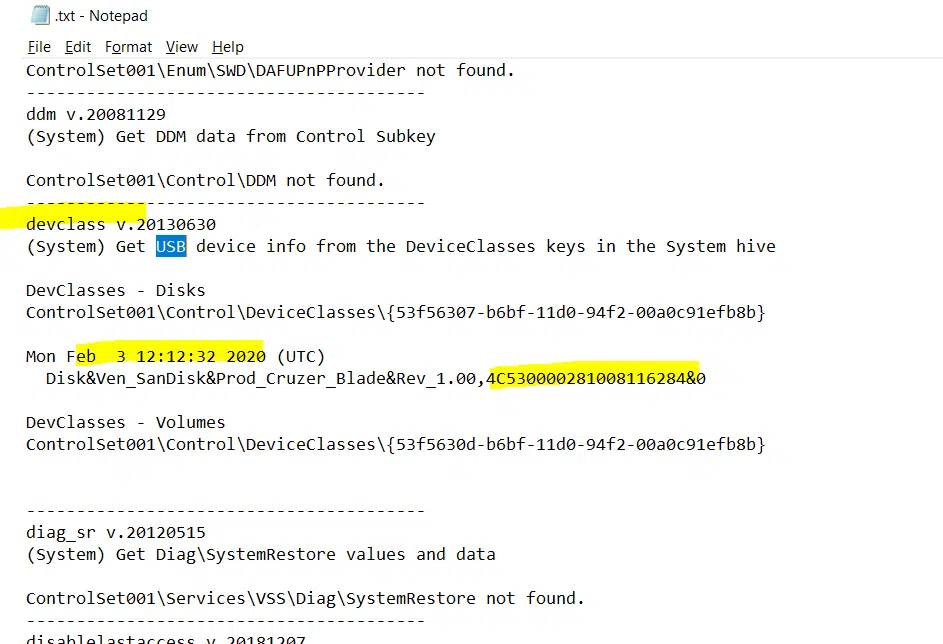 .txt - Notepad
File Edit Format View Help
ControlSet001\Enum\SWD\DAFUPnPProvider not found.
----------------------------------------
ddm v.20081129
(System) Get DDM data from Control Subkey
ControlSet001\Control\DDM not found.
----------------------------------------
devclass v.20130630
(System) Get USB device info from the DeviceClasses keys in the System hive
DevClasses - Disks
ControlSet001\Control\DeviceClasses\{53f56307-b6bf-11d0-94f2-00a0c91efb8b}
Mon Feb  3 12:12:32 2020 (UTC)
Disk&Ven_SanDisk&Prod_Cruzer_Blade&Rev_1.00,4C530000281008116284&0
DevClasses - Volumes
ControlSet001\Control\DeviceClasses\{53f5630d-b6bf-11d0-94f2-00a0c91efb8b}
----------------------------------------
diag_sr v.20120515
(System) Get Diag\SystemRestore values and data
ControlSet001\Services\VSS\Diag\SystemRestore not found.
----------------------------------------
disablelastaccess v.20181207